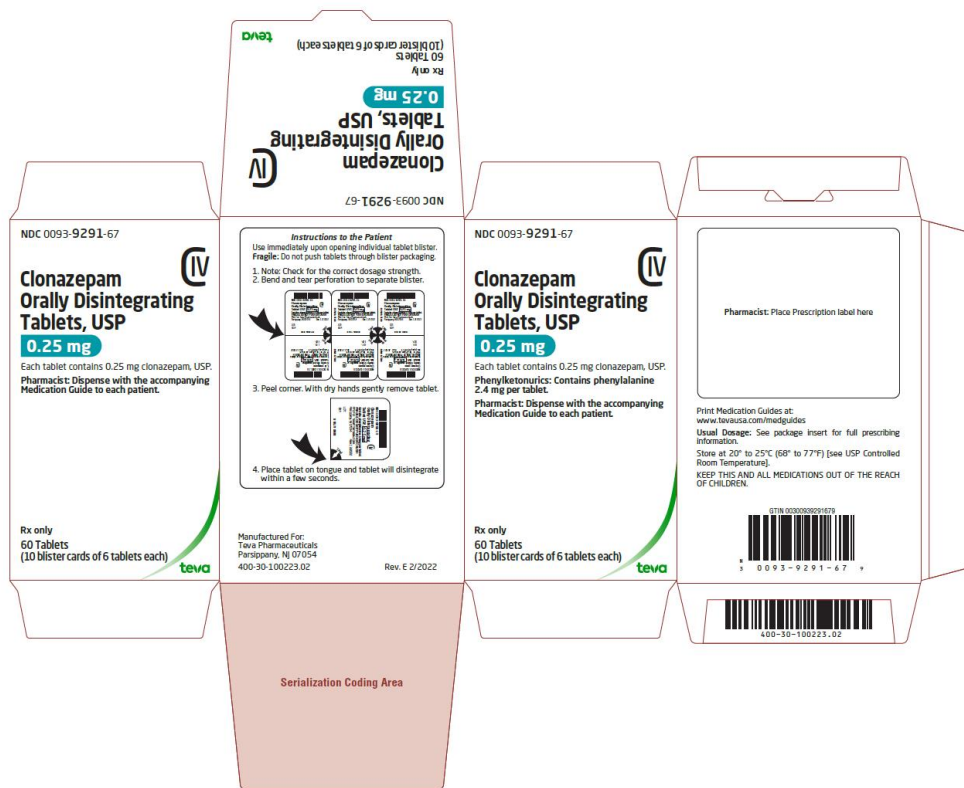 teva
(10 blister cards of 6 tablets each)
60 Tablets
Rx only
0.25 mg
Tablets, USP
Orally Disintegrating
Clonazepam
CIV
NDC 0093-9291-67
NDC 0093-9291-67
CIV
Clonazepam
Orally Disintegrating
Tablets, USP
0.25 mg
Each tablet contains 0.25 mg clonazepam, USP.
Pharmacist: Dispense with the accompanying
Medication Guide to each patient.
Rx only
60 Tablets
(10 blister cards of 6 tablets each)
teva
Instructions to the Patient
Use immediately upon opening individual tablet blister.
Fragile: Do not push tablets through blister packaging.
1. Note: Check for the correct dosage strength.
2. Bend and tear perforation to separate blister.
3. Peel corner. With dry hands gently remove tablet.
4. Place tablet on tongue and tablet will disintegrate
within a few seconds.
Manufactured For:
Teva Pharmaceuticals
Parsippany, NJ 07054
400-30-100223.02 Rev. E 2/2022
Serialization Coding Area
NDC 0093-9291-67
CIV
Clonazepam
Orally Disintegrating
Tablets, USP
0.25 mg
Each tablet contains 0.25 mg clonazepam, USP.
Phenylketonurics: Contains phenylalanine
2.4 mg per tablet.
Pharmacist: Dispense with the accompanying
Medication Guide to each patient.
Rx only
60 Tablets
(10 blister cards of 6 tablets each)
teva
Pharmacist: Place Prescription label here
Print Medication Guides at:
www.tevausa.com/medguides
Usual Dosage: See package insert for full prescribing
information.
Store at 20° to 25°C (68° to 77°F) [see USP Controlled
Room Temperature].
KEEP THIS AND ALL MEDICATIONS OUT OF THE REACH
OF CHILDREN.
GTIN 00300939291679
N
3 0093-9291-67 9
400-30-100223.02